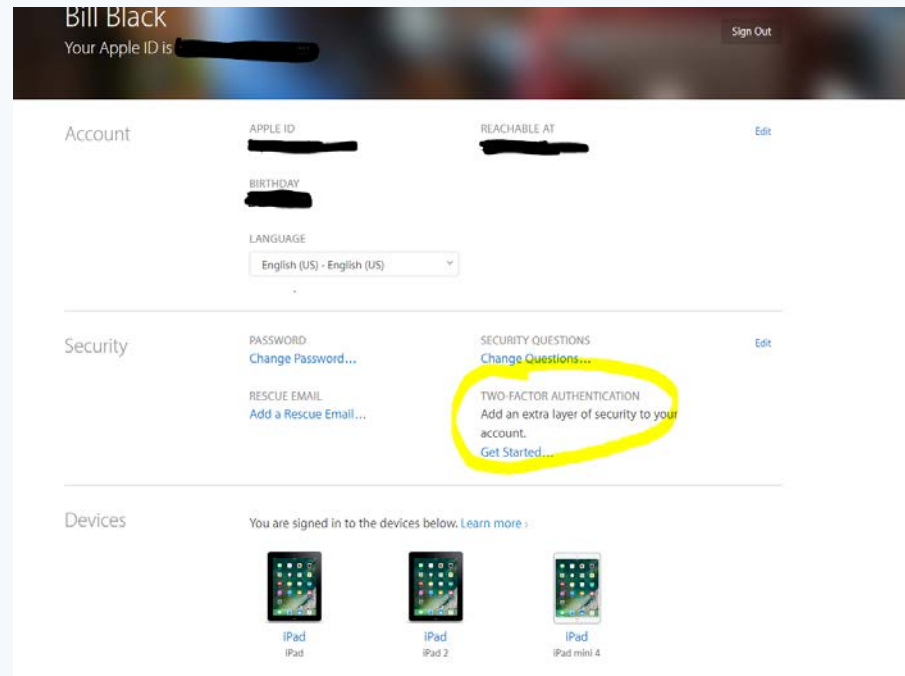 Bill Black
Sign Out
Your Apple ID is
Account
APPLE ID
REACHABLE AT
Edit
BIRTHDAY
LANGUAGE
English (US) - English (US)
Security
PASSWORD
SECURITY QUESTIONS
Edit
Change Password...
Change Questions...
RESCUE EMAIL
TWO-FACTOR AUTHENTICATION
Add a Rescue Email...
Add an extra layer of security to your
account.
Get Started...
Devices
You are signed in to the devices below. Learn more ›
iPad
iPad
iPad
iPad
iPad 2
iPad mini 4